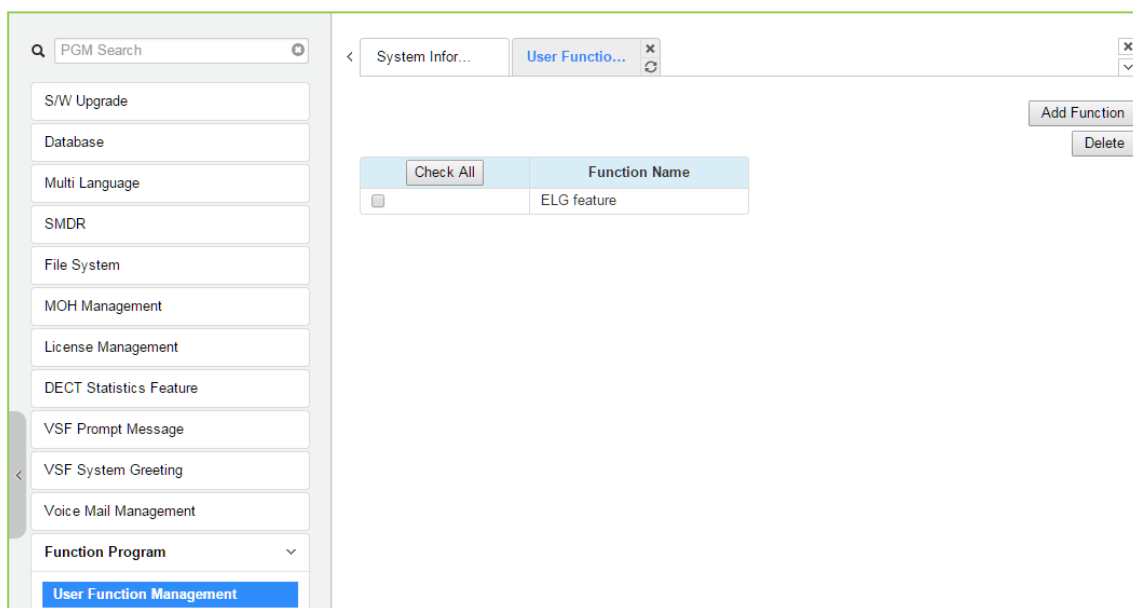 PGM Search
S/W Upgrade
Database
Multi Language
SMDR
File System
MOH Management
License Management
DECT Statistics Feature
VSF Prompt Message
VSF System Greeting
Voice Mail Management
Function Program
User Function Management
System Infor...
User Functio...
Add Function
Delete
Check All Function Name
ELG feature